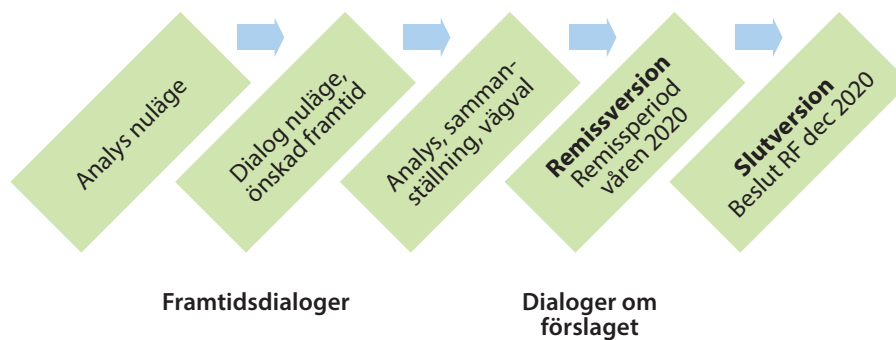 Analys nuläge
Dialog nuläge,
önskad framtid
Analys, samman-
ställning, vägval
Remissversion
Remissperiod
våren 2020
Slutversion
Beslut RF dec 2020
Framtidsdialoger
Dialoger om
förslaget